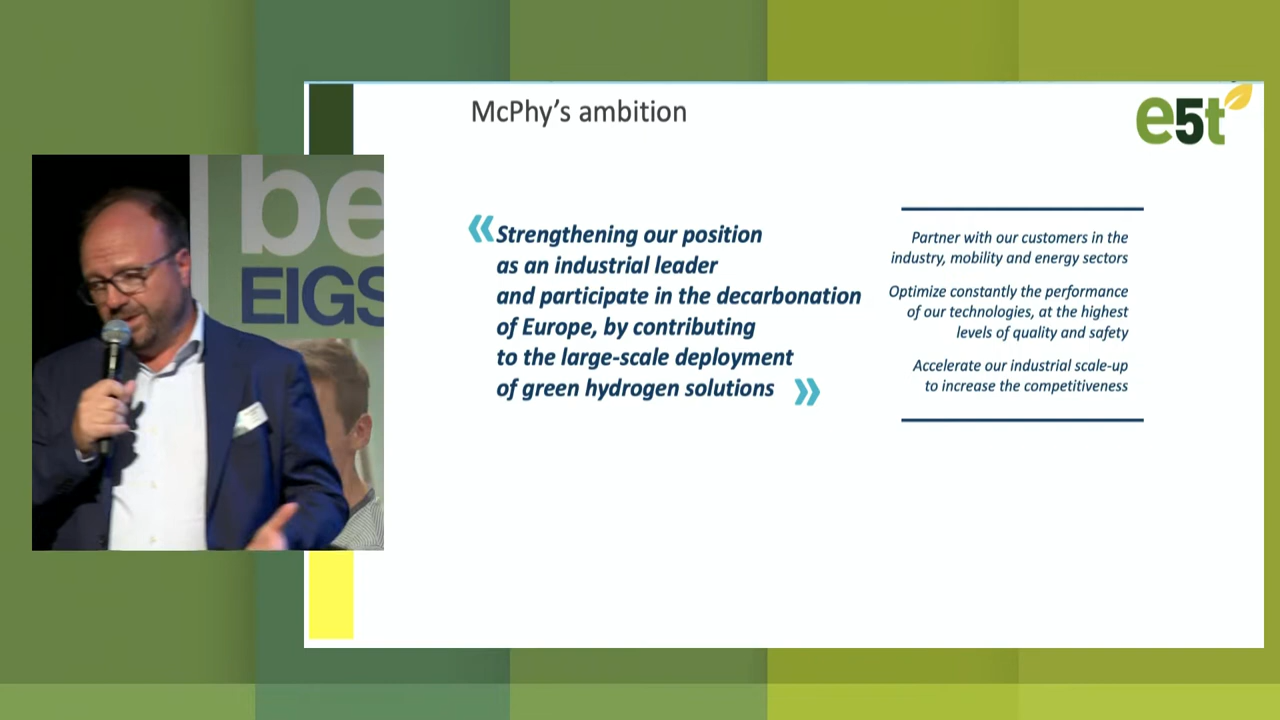 McPhy's ambition
e5t
be
EIGS
« Strengthening our position
as an industrial leader
and participate in the decarbonation
of Europe, by contributing
to the large-scale deployment
of green hydrogen solutions »
Partner with our customers in the
industry, mobility and energy sectors
Optimize constantly the performance
of our technologies, at the highest
levels of quality and safety
Accelerate our industrial scale-up
to increase the competitiveness